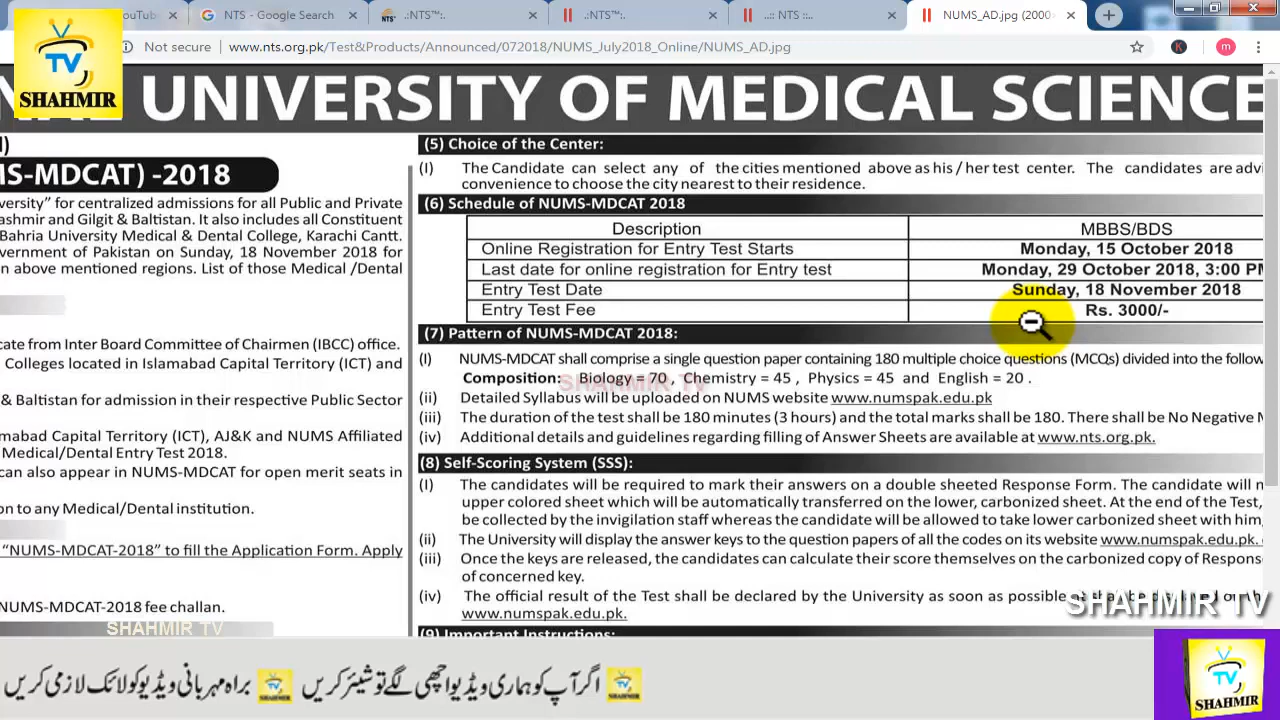 YouTub
NTS - Google Search
.:NTS™:.
.:NTS™:.
..:: NTS ::..
NUMS_AD.jpg (2000×
Not secure
www.nts.org.pk/Test&Products/Announced/072018/NUMS_July2018_Online/NUMS_AD.jpg
TV
SHAHMIR
NAL UNIVERSITY OF MEDICAL SCIENCE
MS-MDCAT) -2018
versity” for centralized admissions for all Public and Private
ashmir and Gilgit & Baltistan. It also includes all Constituent
Bahria University Medical & Dental College, Karachi Cantt.
vernment of Pakistan on Sunday, 18 November 2018 for
n above mentioned regions. List of those Medical /Dental
cate from Inter Board Committee of Chairmen (IBCC) office.
Colleges located in Islamabad Capital Territory (ICT) and
& Baltistan for admission in their respective Public Sector
amabad Capital Territory (ICT), AJ&K and NUMS Affiliated
Medical/Dental Entry Test 2018.
can also appear in NUMS-MDCAT for open merit seats in
on to any Medical/Dental institution.
“NUMS-MDCAT-2018” to fill the Application Form. Apply
NUMS-MDCAT-2018 fee challan.
SHAHMIR TV
(5) Choice of the Center:
(I) The Candidate can select any of the cities mentioned above as his / her test center. The candidates are advi
convenience to choose the city nearest to their residence.
(6) Schedule of NUMS-MDCAT 2018
Description MBBS/BDS
Online Registration for Entry Test Starts Monday, 15 October 2018
Last date for online registration for Entry test Monday, 29 October 2018, 3:00 PM
Entry Test Date Sunday, 18 November 2018
Entry Test Fee Rs. 3000/-
(7) Pattern of NUMS-MDCAT 2018:
(I) NUMS-MDCAT shall comprise a single question paper containing 180 multiple choice questions (MCQs) divided into the follow
Composition: Biology = 70 , Chemistry = 45 , Physics = 45 and English = 20 .
SHAHMIR TV
(ii) Detailed Syllabus will be uploaded on NUMS website www.numspak.edu.pk
(iii) The duration of the test shall be 180 minutes (3 hours) and the total marks shall be 180. There shall be No Negative M
(iv) Additional details and guidelines regarding filling of Answer Sheets are available at www.nts.org.pk.
(8) Self-Scoring System (SSS):
(I) The candidates will be required to mark their answers on a double sheeted Response Form. The candidate will m
upper colored sheet which will be automatically transferred on the lower, carbonized sheet. At the end of the Test,
be collected by the invigilation staff whereas the candidate will be allowed to take lower carbonized sheet with him,
(ii) The University will display the answer keys to the question papers of all the codes on its website www.numspak.edu.pk.
(iii) Once the keys are released, the candidates can calculate their score themselves on the carbonized copy of Respons
of concerned key.
(iv) The official result of the Test shall be declared by the University as soon as possible
www.numspak.edu.pk.
SHAHMIR TV
(9) Important Instructions:
اگر آپ کو ہماری ویڈیو اچھی لگے تو شیئر کریں
براہ مہربانی ویڈیو کو لائک لازمی کریں
TV
SHAHMIR